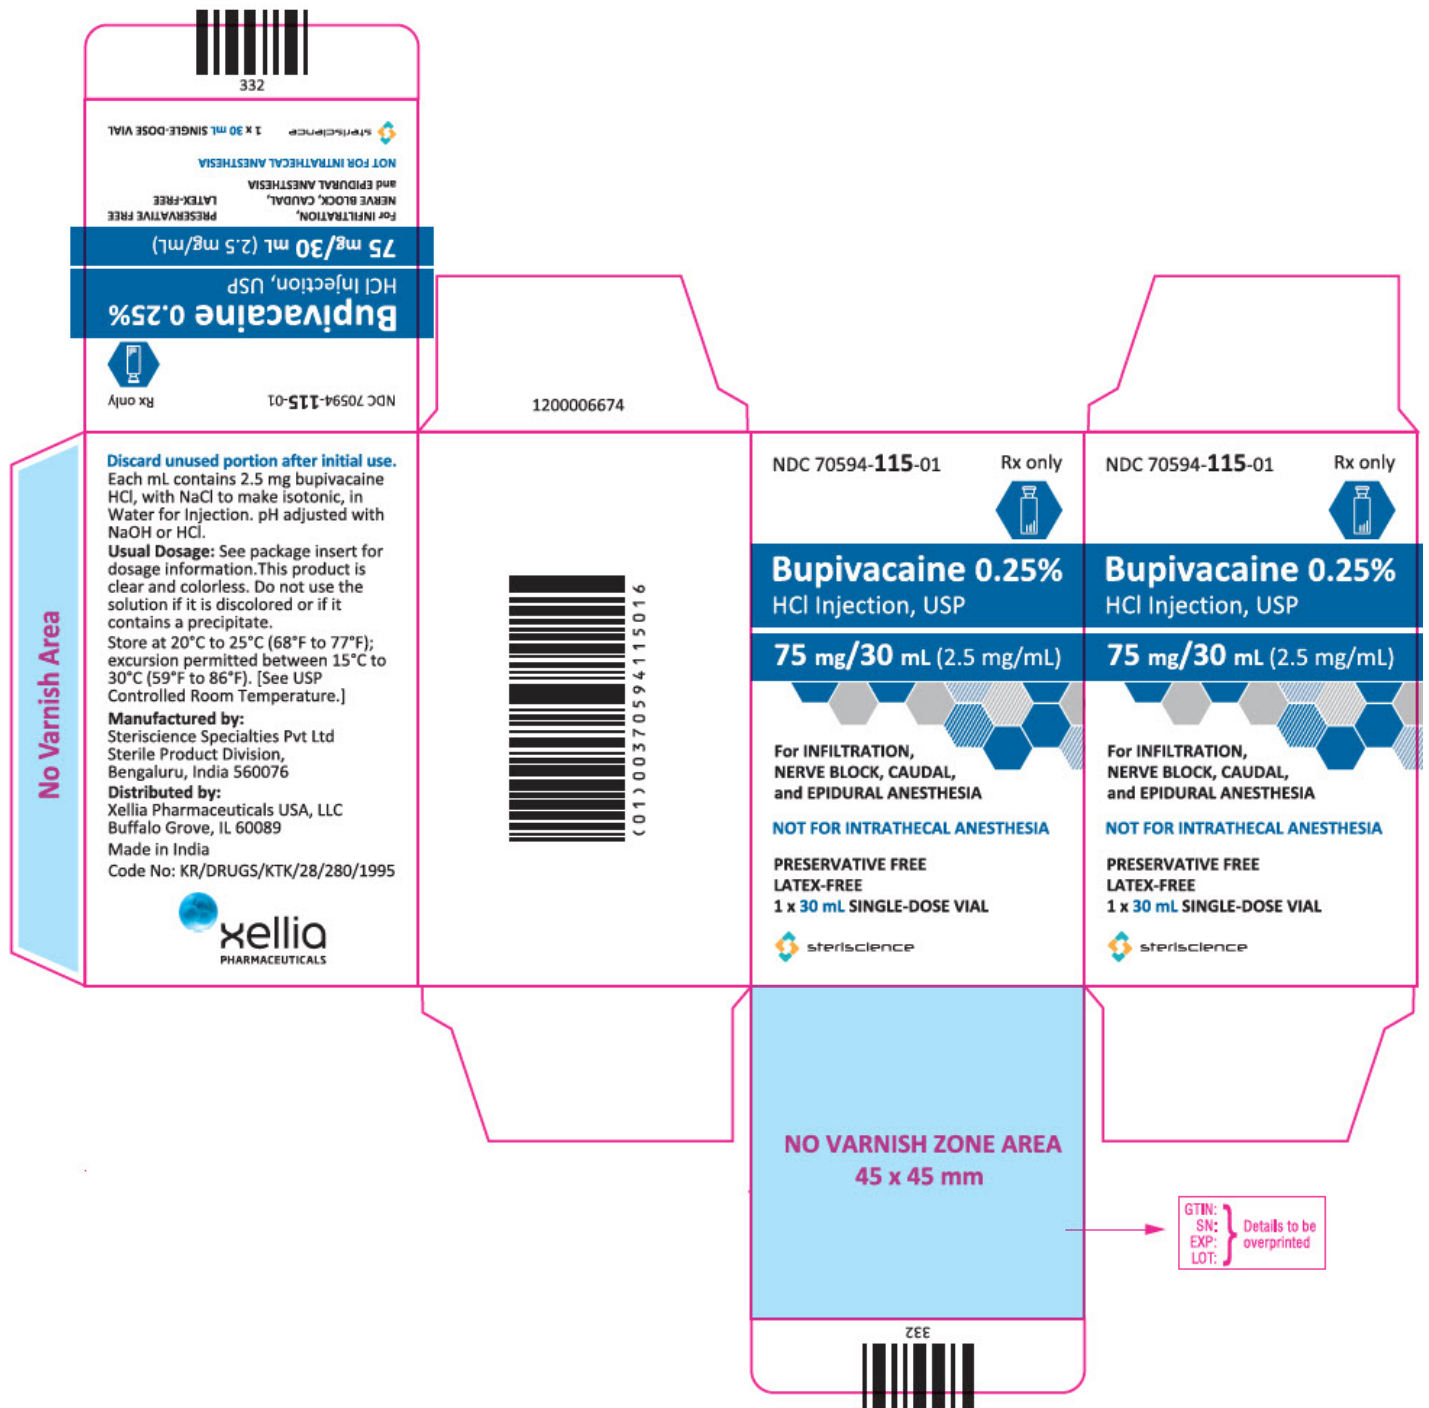 332
1 x 30 mL SINGLE-DOSE VIAL
steriscience
NOT FOR INTRATHECAL ANESTHESIA
For INFILTRATION,
NERVE BLOCK, CAUDAL,
and EPIDURAL ANESTHESIA
PRESERVATIVE FREE
LATEX-FREE
75 mg/30 mL (2.5 mg/mL)
Bupivacaine 0.25%
HCl Injection, USP
NDC 70594-115-01
Rx only
No Varnish Area
Discard unused portion after initial use.
Each mL contains 2.5 mg bupivacaine
HCl, with NaCl to make isotonic, in
Water for Injection. pH adjusted with
NaOH or HCl.
Usual Dosage: See package insert for
dosage information.This product is
clear and colorless. Do not use the
solution if it is discolored or if it
contains a precipitate.
Store at 20°C to 25°C (68°F to 77°F);
excursion permitted between 15°C to
30°C (59°F to 86°F). [See USP
Controlled Room Temperature.]
Manufactured by:
Steriscience Specialties Pvt Ltd
Sterile Product Division,
Bengaluru, India 560076
Distributed by:
Xellia Pharmaceuticals USA, LLC
Buffalo Grove, IL 60089
Made in India
Code No: KR/DRUGS/KTK/28/280/1995
xellia
PHARMACEUTICALS
1200006674
(01)00370594115016
NDC 70594-115-01
Rx only
Bupivacaine 0.25%
HCl Injection, USP
75 mg/30 mL (2.5 mg/mL)
For INFILTRATION,
NERVE BLOCK, CAUDAL,
and EPIDURAL ANESTHESIA
NOT FOR INTRATHECAL ANESTHESIA
PRESERVATIVE FREE
LATEX-FREE
1 x 30 mL SINGLE-DOSE VIAL
steriscience
NDC 70594-115-01
Rx only
Bupivacaine 0.25%
HCl Injection, USP
75 mg/30 mL (2.5 mg/mL)
For INFILTRATION,
NERVE BLOCK, CAUDAL,
and EPIDURAL ANESTHESIA
NOT FOR INTRATHECAL ANESTHESIA
PRESERVATIVE FREE
LATEX-FREE
1 x 30 mL SINGLE-DOSE VIAL
steriscience
NO VARNISH ZONE AREA
45 x 45 mm
GTIN:
SN:
EXP:
LOT:
Details to be
overprinted
332